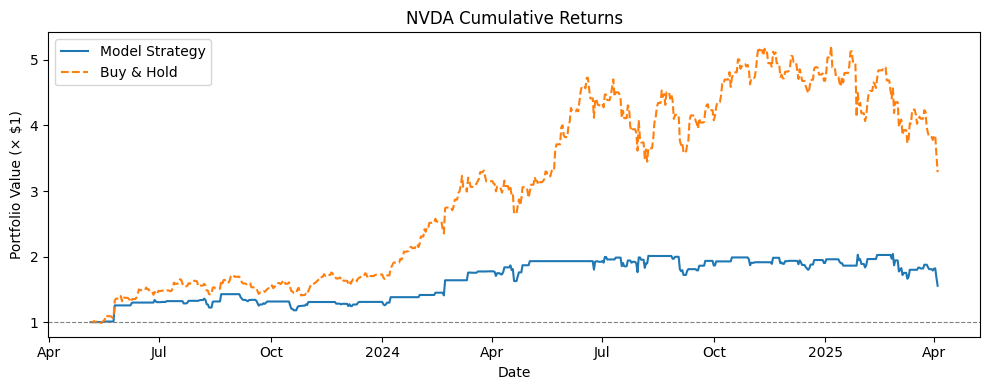 NVDA Cumulative Returns
Model Strategy
Buy & Hold
Portfolio Value (× $1)
5
4
3
2
1
Apr Jul Oct 2024 Apr Jul Oct 2025 Apr
Date